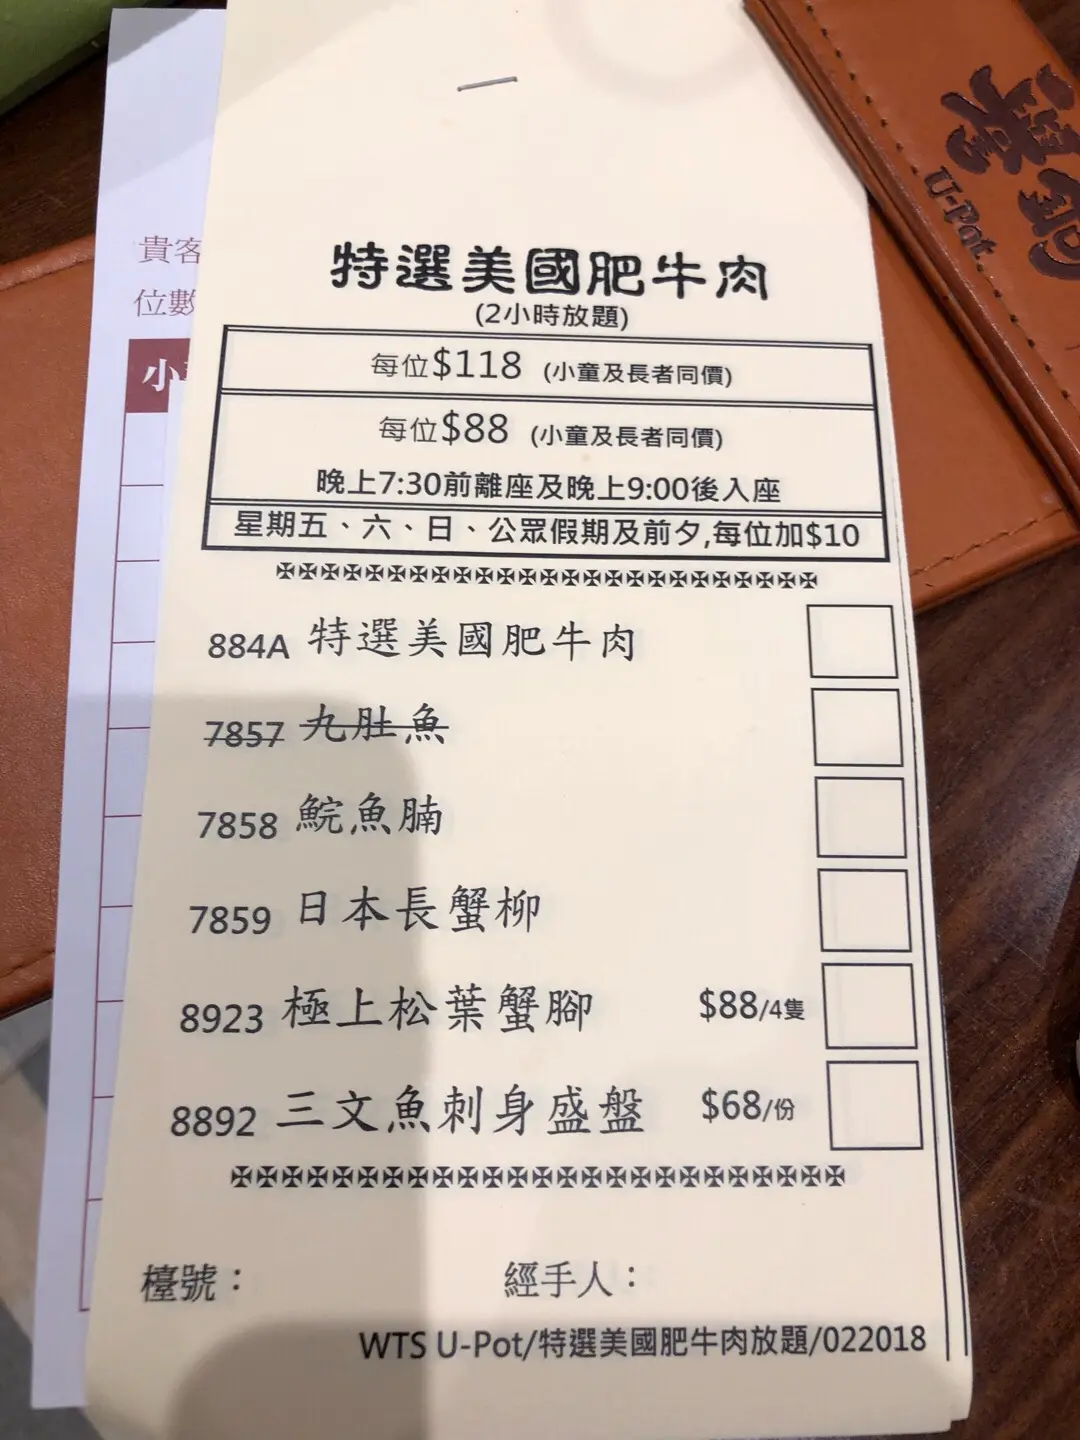 特選美國肥牛肉
(2小時放題)
每位$118 (小童及長者同價)
每位$88 (小童及長者同價)
晚上7:30前離座及晚上9:00後入座
星期五、六、日、公眾假期及前夕,每位加$10
884A 特選美國肥牛肉
7857 九肚魚
7858 鯇魚腩
7859 日本長蟹柳
8923 極上松葉蟹腳 $88/4隻
8892 三文魚刺身盛盤 $68/份
檯號：
經手人：
WTS U-Pot/特選美國肥牛肉放題/022018
貴客
位數
小
U-Pot.